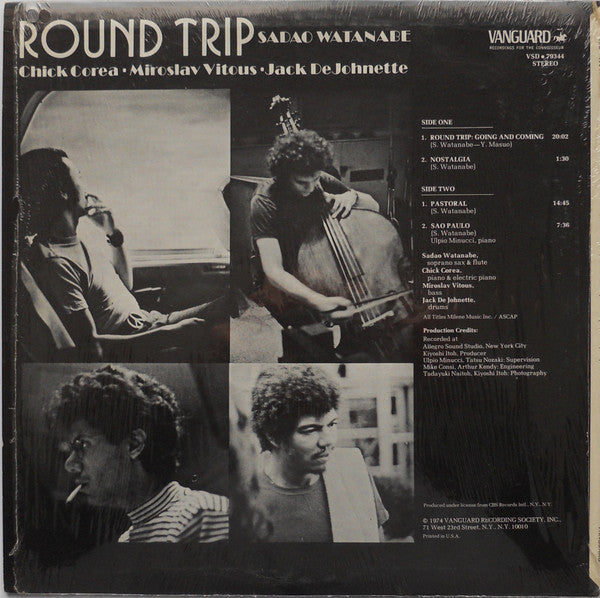 ROUND TRIP SADAO WATANABE
Chick Corea • Miroslav Vitous • Jack DeJohnette
VANGUARD
RECORDINGS FOR THE CONNOISSEUR
VSD • 79344
STEREO
SIDE ONE
1. ROUND TRIP: GOING AND COMING 20:02
(S. Watanabe—Y. Masuo)
2. NOSTALGIA 1:30
(S. Watanabe)
SIDE TWO
1. PASTORAL 14:45
(S. Watanabe)
2. SAO PAULO 7:36
(S. Watanabe)
Ulpio Minucci, piano
Sadao Watanabe,
soprano sax & flute
Chick Corea,
piano & electric piano
Miroslav Vitous,
bass
Jack De Johnette,
drums
All Titles Milene Music Inc. / ASCAP
Production Credits:
Recorded at
Allegro Sound Studio, New York City
Kiyoshi Itoh, Producer
Ulpio Minucci, Tatsu Nozaki: Supervision
Mike Consi, Arthur Kendy: Engineering
Tadayuki Naitoh, Kiyoshi Itoh: Photography
Produced under license from CBS Records Intl., N.Y., N.Y.
© 1974 VANGUARD RECORDING SOCIETY, INC.,
71 West 23rd Street, N.Y., N.Y. 10010
Printed in U.S.A.